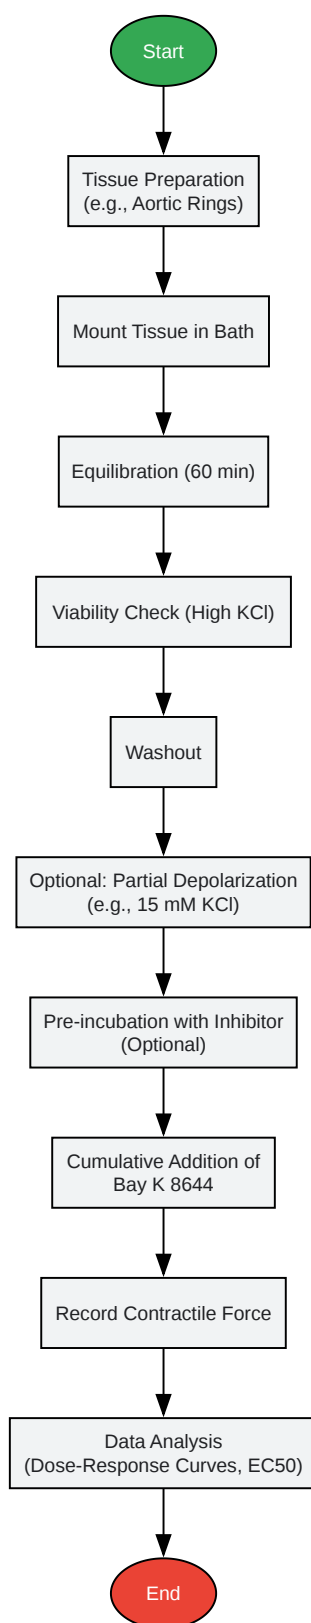 Start
Tissue Preparation
(e.g., Aortic Rings)
Mount Tissue in Bath
Equilibration (60 min)
Viability Check (High KCl)
Washout
Optional: Partial Depolarization
(e.g., 15 mM KCl)
Pre-incubation with Inhibitor
(Optional)
Cumulative Addition of
Bay K 8644
Record Contractile Force
Data Analysis
(Dose-Response Curves, EC50)
End